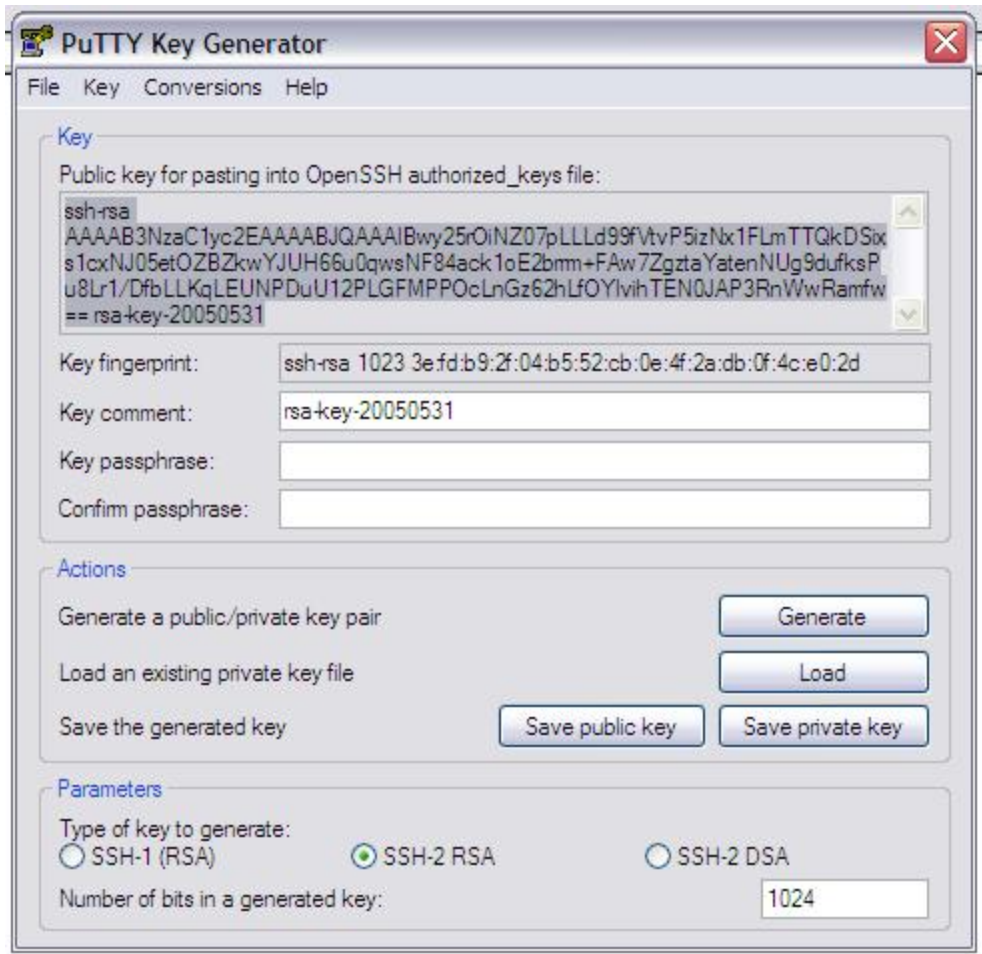 PuTTY Key Generator
File Key Conversions Help
Key
Public key for pasting into OpenSSH authorized_keys file:
ssh-rsa
AAAAB3NzaC1yc2EAAAABJQAAAIBwy25rOiNZ07pLLLd99fVtvP5izNx1FLmTTQkDSix
s1cxNJ05etOZBZkwYJUH66u0qwsNF84ack1oE2brrm+FAw7ZgztaYatenNUg9dufksP
u8Lr1/DfbLLKqLEUNPDuU12PLGFMPPOcLnGz62hLfOYlvihTEN0JAP3RnWwRamfw
== rsa-key-20050531
Key fingerprint: ssh-rsa 1023 3e:fd:b9:2f:04:b5:52:cb:0e:4f:2a:db:0f:4c:e0:2d
Key comment: rsa-key-20050531
Key passphrase:
Confirm passphrase:
Actions
Generate a public/private key pair Generate
Load an existing private key file Load
Save the generated key Save public key Save private key
Parameters
Type of key to generate:
SSH-1 (RSA) SSH-2 RSA SSH-2 DSA
Number of bits in a generated key: 1024